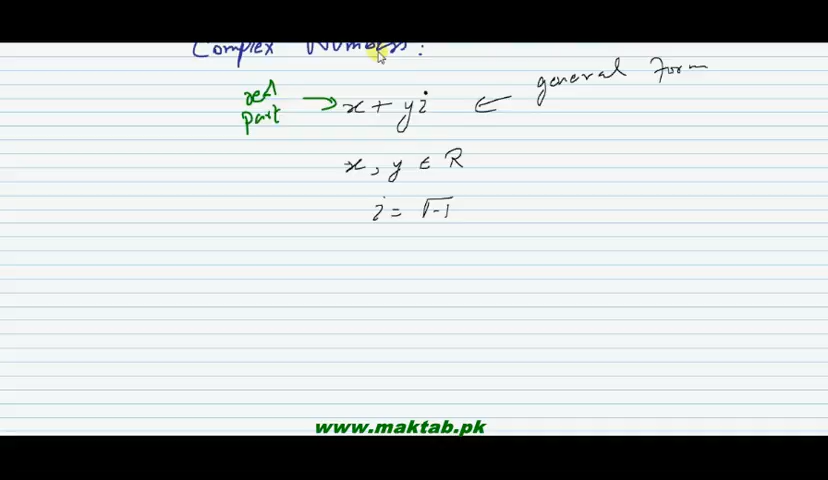 Complex Numbers:
general Form
real part → x + yi ←
x, y ∈ R
i = √-1
www.maktab.pk